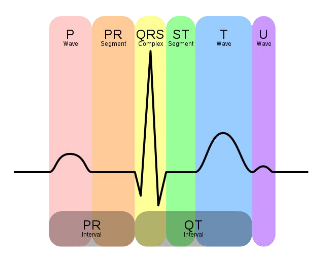 P PR QRS ST T U
Wave Segment Complex Segment Wave Wave
PR QT
Interval Interval